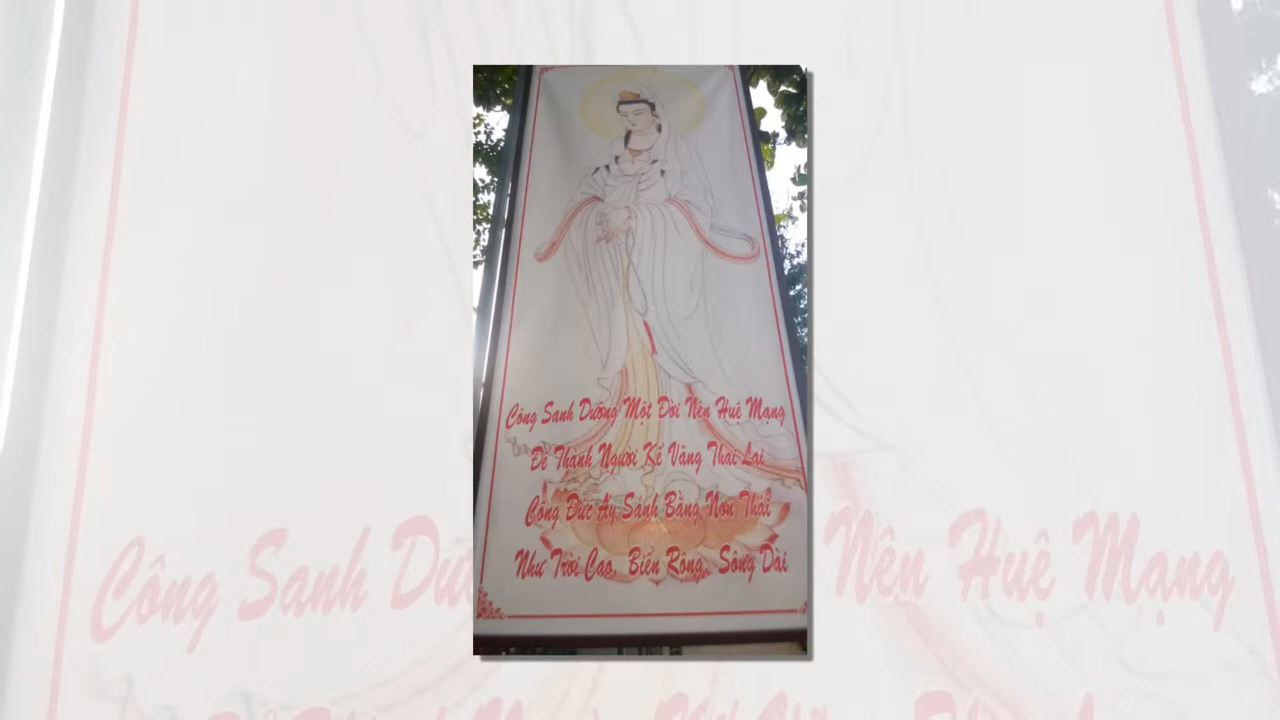 Công Sanh Dưỡng Một Đời Nên Huệ Mạng
Để Thành Người Kế Vãng Thai Lai
Công Đức Ấy Sánh Bằng Non Thái
Như Trời Cao, Biển Rộng, Sông Dài